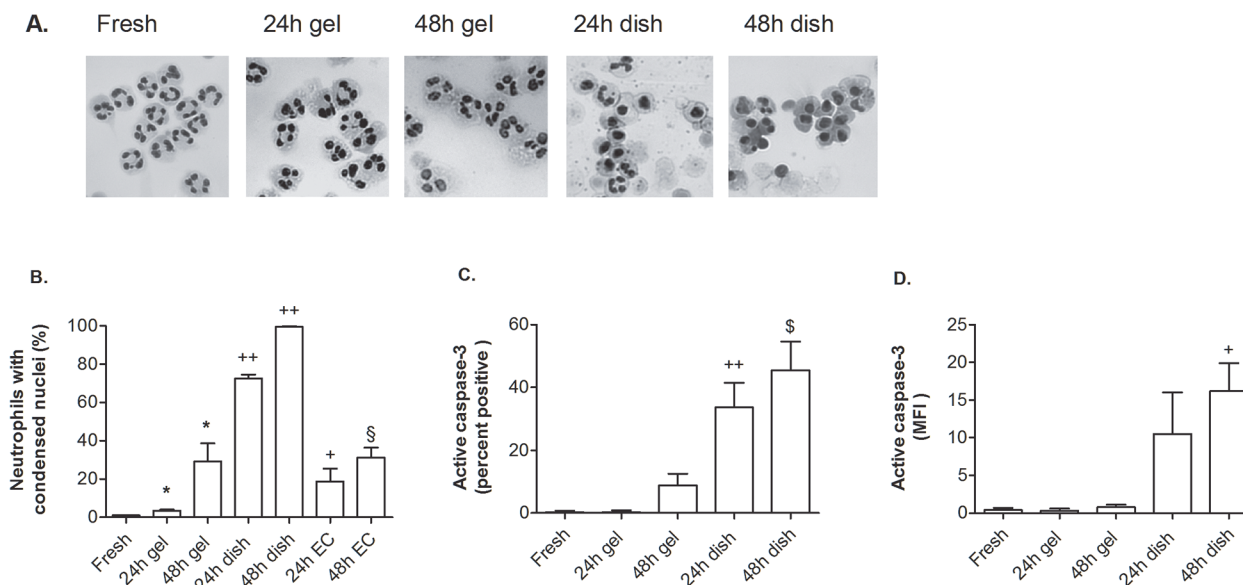 A. Fresh 24h gel 48h gel 24h dish 48h dish
B.
Neutrophils with
condensed nuclei (%)
100
80
60
40
20
0
*
*
++
++
+
§
Fresh
24h gel
48h gel
24h dish
48h dish
24h EC
48h EC
C.
Active caspase-3
(percent positive )
60
40
20
0
++
$
Fresh
24h gel
48h gel
24h dish
48h dish
D.
Active caspase-3
(MFI )
25
20
15
10
5
0
+
Fresh
24h gel
48h gel
24h dish
48h dish